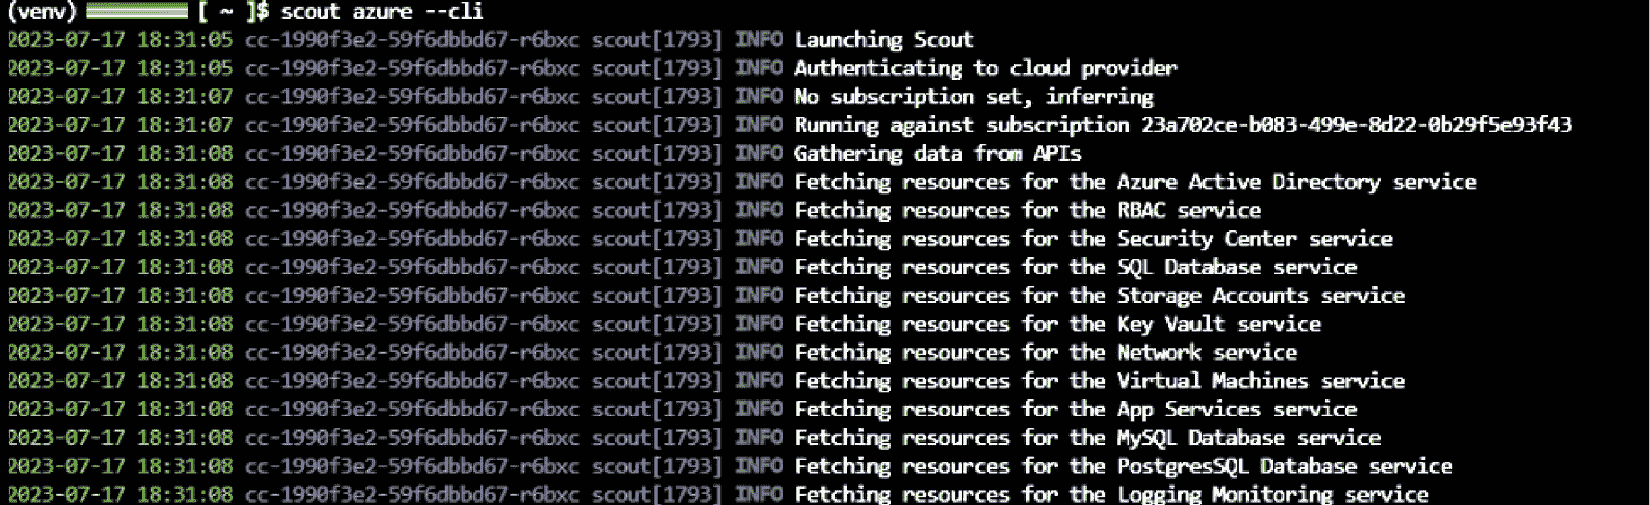 (venv) [ ~ ]$ scout azure --cli
2023-07-17 18:31:05 cc-1990f3e2-59f6dbbd67-r6bxc scout[1793] INFO Launching Scout
2023-07-17 18:31:05 cc-1990f3e2-59f6dbbd67-r6bxc scout[1793] INFO Authenticating to cloud provider
2023-07-17 18:31:07 cc-1990f3e2-59f6dbbd67-r6bxc scout[1793] INFO No subscription set, inferring
2023-07-17 18:31:07 cc-1990f3e2-59f6dbbd67-r6bxc scout[1793] INFO Running against subscription 23a702ce-b083-499e-8d22-0b29f5e93f43
2023-07-17 18:31:08 cc-1990f3e2-59f6dbbd67-r6bxc scout[1793] INFO Gathering data from APIs
2023-07-17 18:31:08 cc-1990f3e2-59f6dbbd67-r6bxc scout[1793] INFO Fetching resources for the Azure Active Directory service
2023-07-17 18:31:08 cc-1990f3e2-59f6dbbd67-r6bxc scout[1793] INFO Fetching resources for the RBAC service
2023-07-17 18:31:08 cc-1990f3e2-59f6dbbd67-r6bxc scout[1793] INFO Fetching resources for the Security Center service
2023-07-17 18:31:08 cc-1990f3e2-59f6dbbd67-r6bxc scout[1793] INFO Fetching resources for the SQL Database service
2023-07-17 18:31:08 cc-1990f3e2-59f6dbbd67-r6bxc scout[1793] INFO Fetching resources for the Storage Accounts service
2023-07-17 18:31:08 cc-1990f3e2-59f6dbbd67-r6bxc scout[1793] INFO Fetching resources for the Key Vault service
2023-07-17 18:31:08 cc-1990f3e2-59f6dbbd67-r6bxc scout[1793] INFO Fetching resources for the Network service
2023-07-17 18:31:08 cc-1990f3e2-59f6dbbd67-r6bxc scout[1793] INFO Fetching resources for the Virtual Machines service
2023-07-17 18:31:08 cc-1990f3e2-59f6dbbd67-r6bxc scout[1793] INFO Fetching resources for the App Services service
2023-07-17 18:31:08 cc-1990f3e2-59f6dbbd67-r6bxc scout[1793] INFO Fetching resources for the MySQL Database service
2023-07-17 18:31:08 cc-1990f3e2-59f6dbbd67-r6bxc scout[1793] INFO Fetching resources for the PostgresSQL Database service
2023-07-17 18:31:08 cc-1990f3e2-59f6dbbd67-r6bxc scout[1793] INFO Fetching resources for the Logging Monitoring service